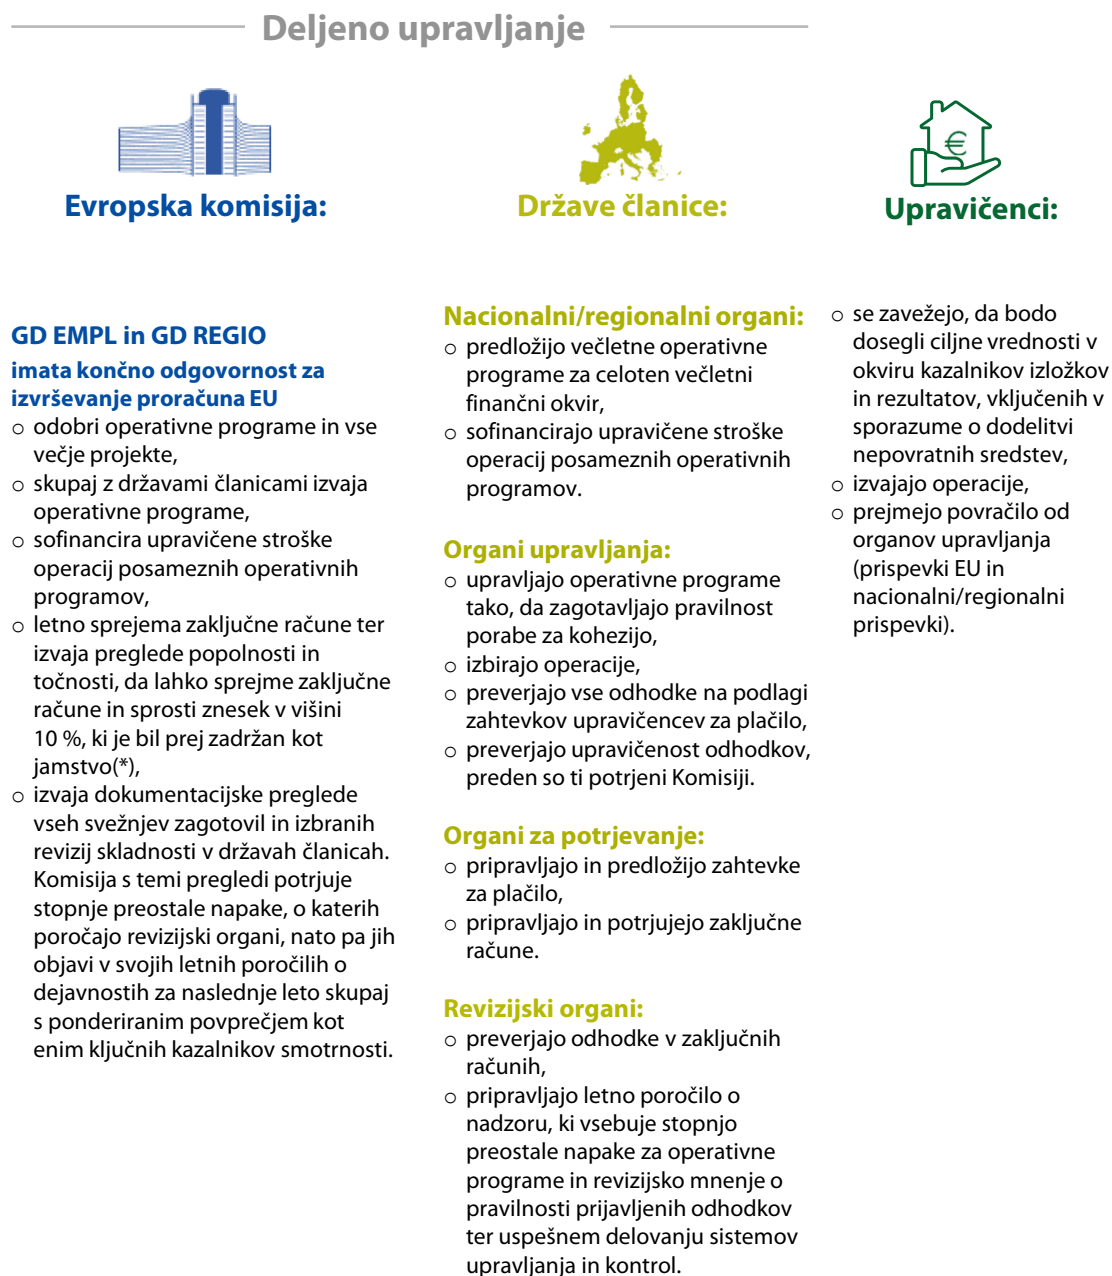 Deljeno upravljanje
Evropska komisija:
GD EMPL in GD REGIO
imata končno odgovornost za
izvrševanje proračuna EU
○ odobri operativne programe in vse
večje projekte,
○ skupaj z državami članicami izvaja
operativne programe,
○ sofinancira upravičene stroške
operacij posameznih operativnih
programov,
○ letno sprejema zaključne račune ter
izvaja preglede popolnosti in
točnosti, da lahko sprejme zaključne
račune in sprosti znesek v višini
10 %, ki je bil prej zadržan kot
jamstvo(*),
○ izvaja dokumentacijske preglede
vseh svežnjev zagotovil in izbranih
revizij skladnosti v državah članicah.
Komisija s temi pregledi potrjuje
stopnje preostale napake, o katerih
poročajo revizijski organi, nato pa jih
objavi v svojih letnih poročilih o
dejavnostih za naslednje leto skupaj
s ponderiranim povprečjem kot
enim ključnih kazalnikov smotrnosti.
Države članice:
Nacionalni/regionalni organi:
○ predložijo večletne operativne
programe za celoten večletni
finančni okvir,
○ sofinancirajo upravičene stroške
operacij posameznih operativnih
programov.
Organi upravljanja:
○ upravljajo operativne programe
tako, da zagotavljajo pravilnost
porabe za kohezijo,
○ izbirajo operacije,
○ preverjajo vse odhodke na podlagi
zahtevkov upravičencev za plačilo,
○ preverjajo upravičenost odhodkov,
preden so ti potrjeni Komisiji.
Organi za potrjevanje:
○ pripravljajo in predložijo zahtevke
za plačilo,
○ pripravljajo in potrjujejo zaključne
račune.
Revizijski organi:
○ preverjajo odhodke v zaključnih
računih,
○ pripravljajo letno poročilo o
nadzoru, ki vsebuje stopnjo
preostale napake za operativne
programe in revizijsko mnenje o
pravilnosti prijavljenih odhodkov
ter uspešnem delovanju sistemov
upravljanja in kontrol.
€
Upravičenci:
○ se zavežejo, da bodo
dosegli ciljne vrednosti v
okviru kazalnikov izložkov
in rezultatov, vključenih v
sporazume o dodelitvi
nepovratnih sredstev,
○ izvajajo operacije,
○ prejmejo povračilo od
organov upravljanja
(prispevki EU in
nacionalni/regionalni
prispevki).